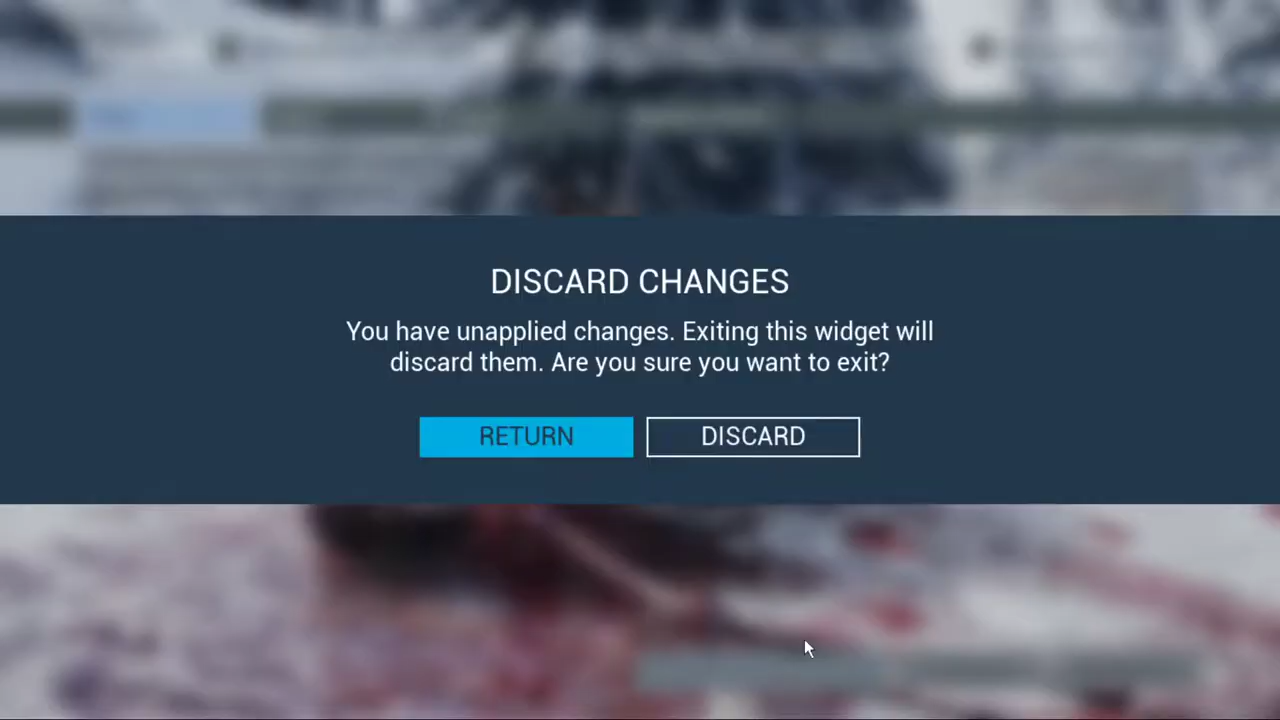 DISCARD CHANGES
You have unapplied changes. Exiting this widget will
discard them. Are you sure you want to exit?
RETURN
DISCARD